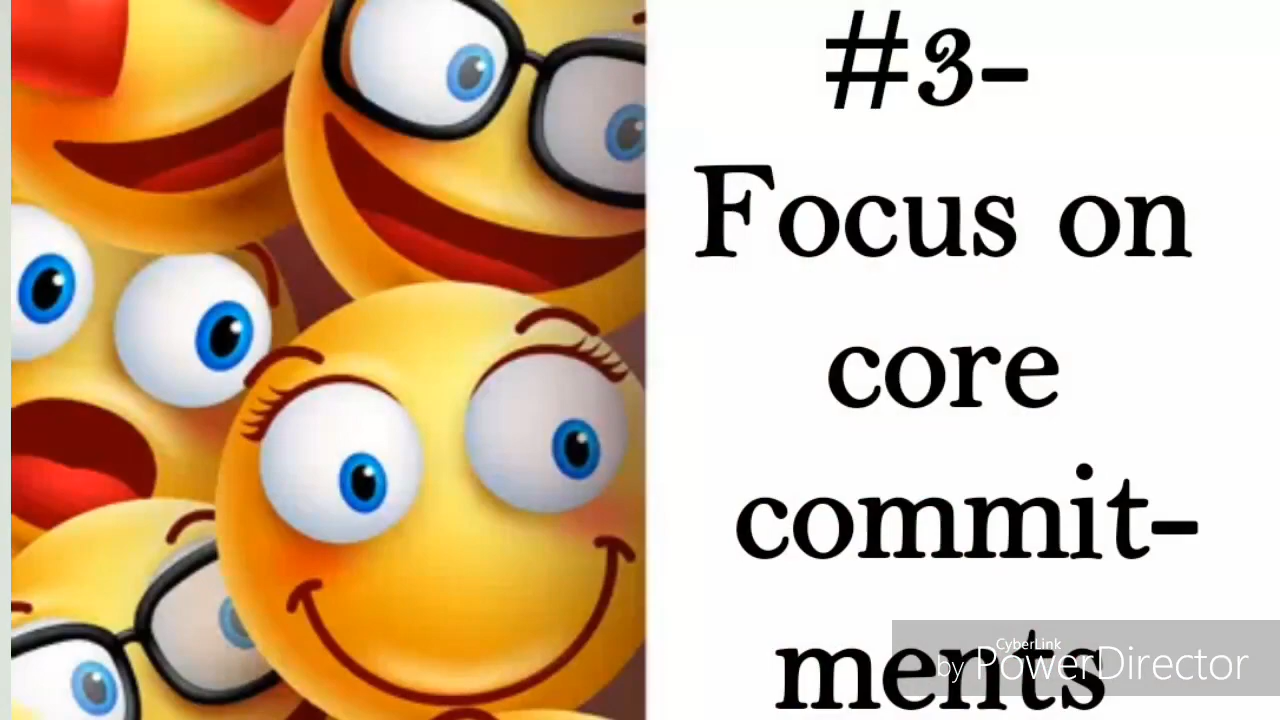 #3-
Focus on
core
commit-
ments
CyberLink
by PowerDirector